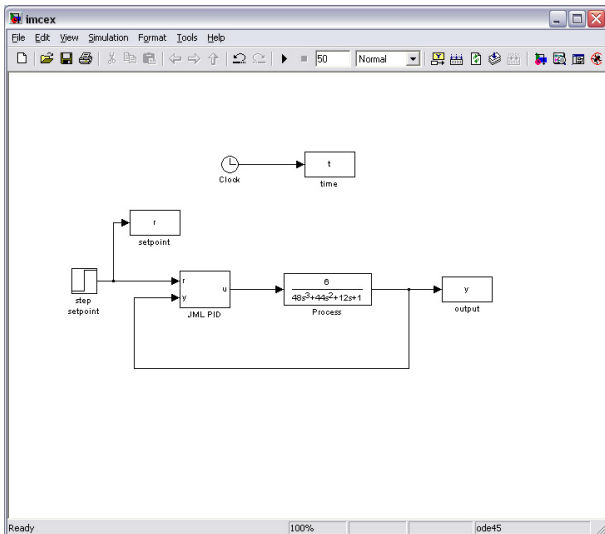 imcex
File Edit View Simulation Format Tools Help
50 Normal
t
Clock
time
r
setpoint
step
setpoint
r
y
u
JML PID
6
48s³+44s²+12s+1
Process
y
output
Ready 100% ode45